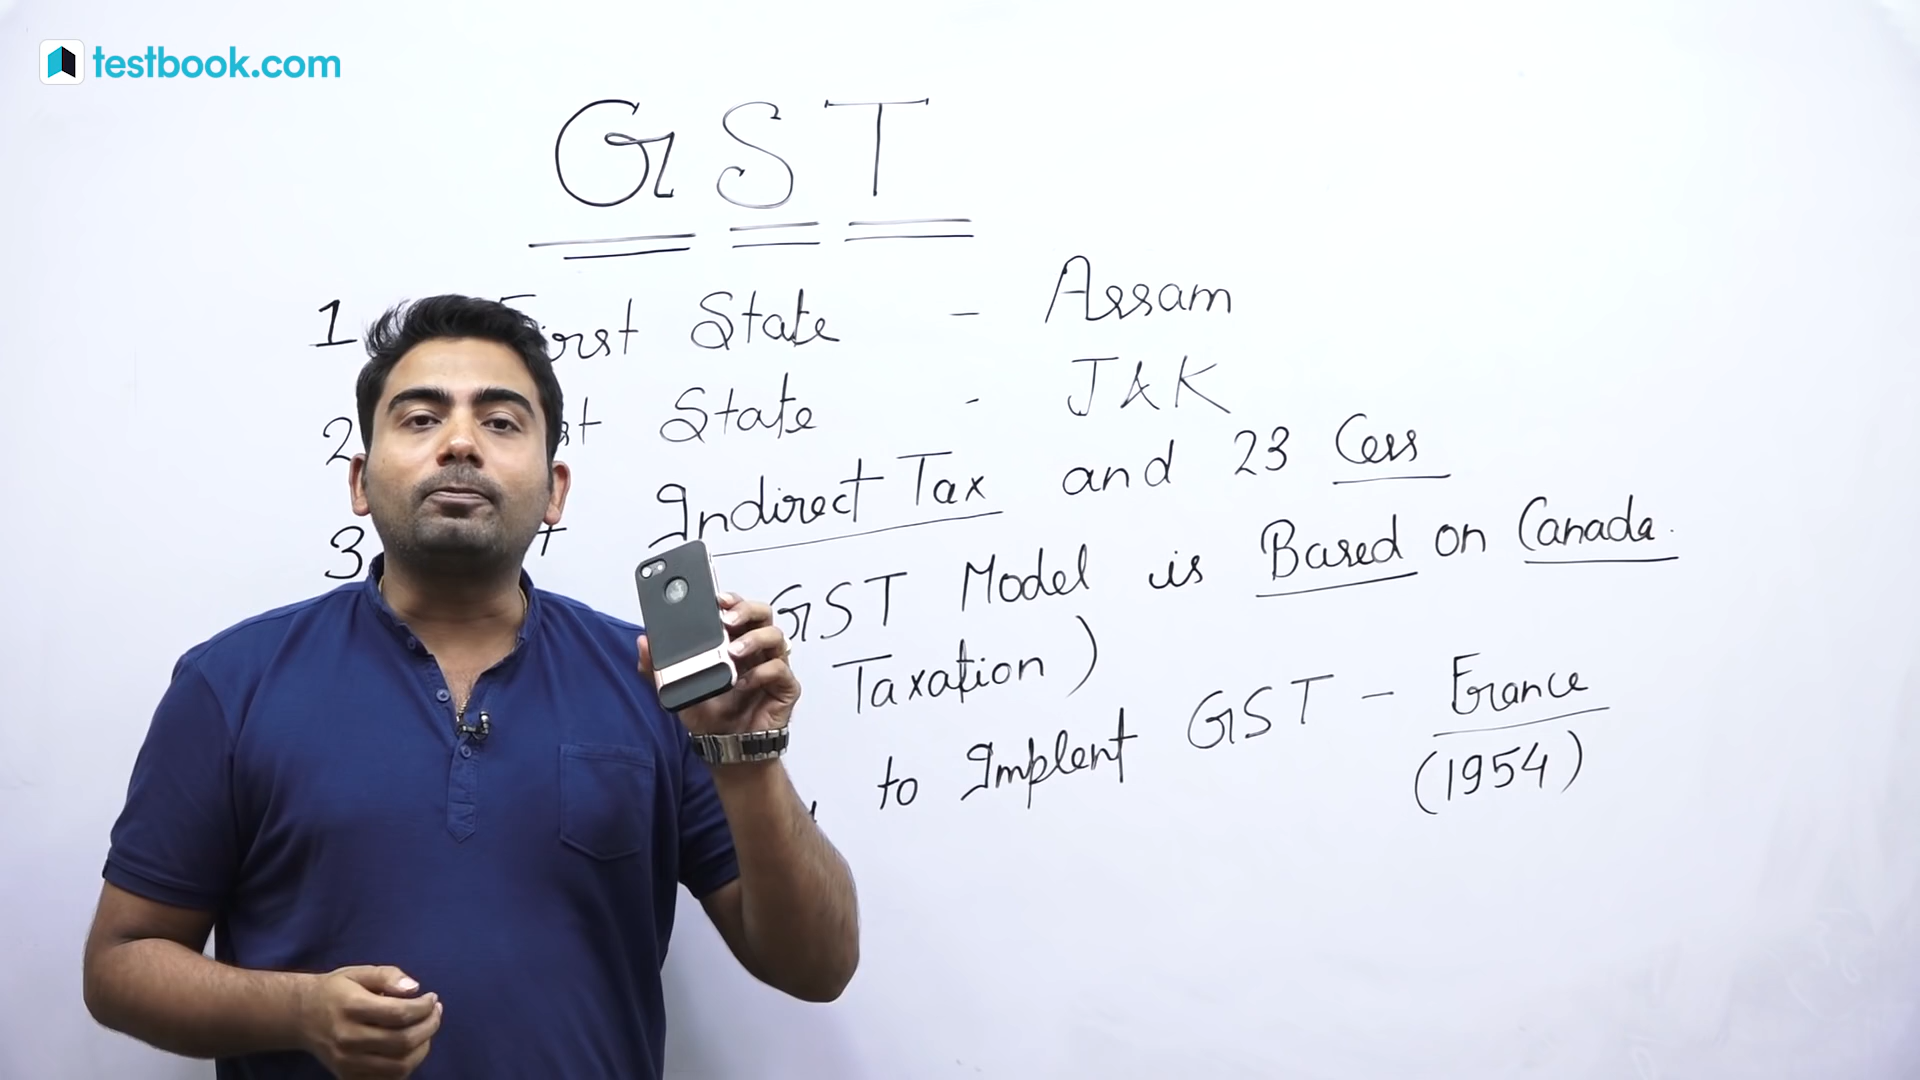 testbook.com
GST
1 First State - Assam
2 State - J&K
3 Indirect Tax and 23 Cess
GST Model is Based on Canada.
Taxation)
to Implent GST - France
(1954)